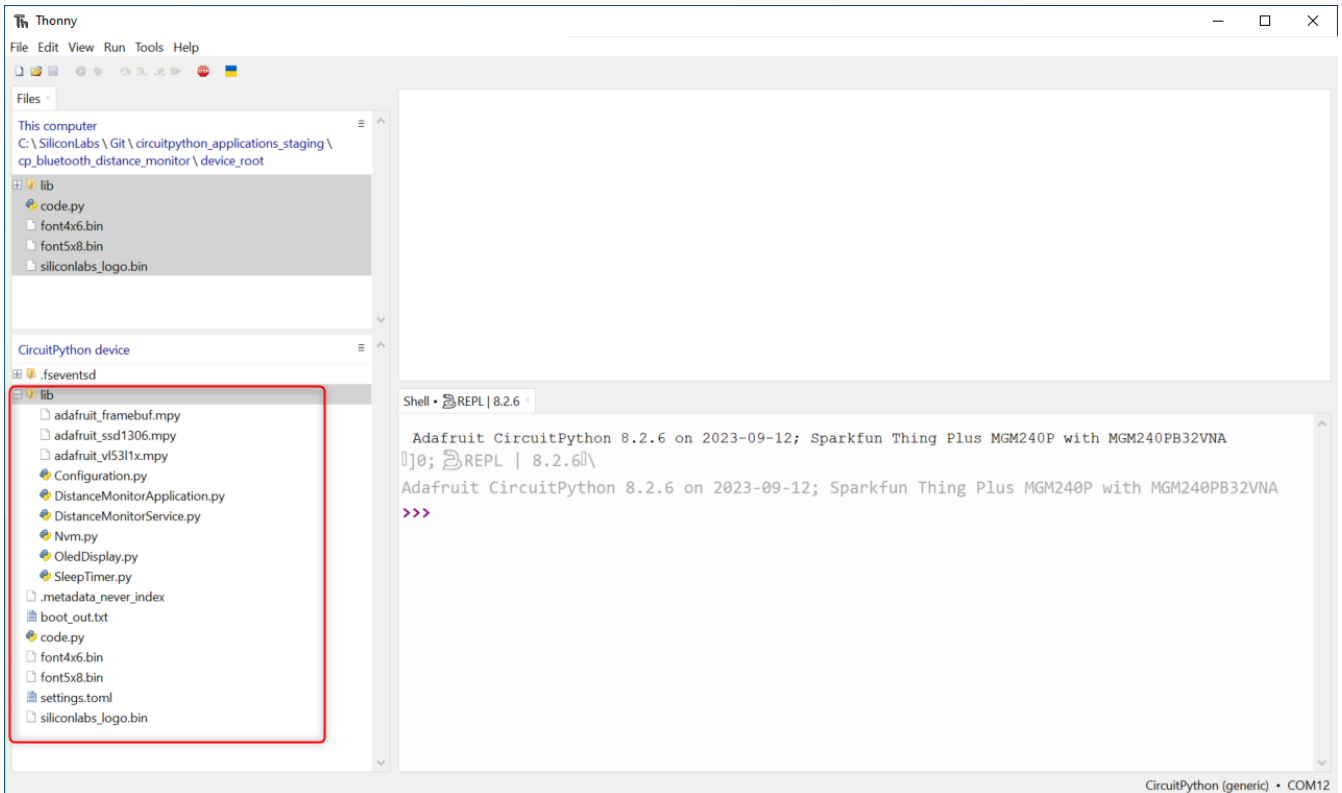 Thonny
File Edit View Run Tools Help
Files
This computer
C: \ SiliconLabs \ Git \ circuitpython_applications_staging \
cp_bluetooth_distance_monitor \ device_root
lib
code.py
font4x6.bin
font5x8.bin
siliconlabs_logo.bin
CircuitPython device
.fseventsd
lib
adafruit_framebuf.mpy
adafruit_ssd1306.mpy
adafruit_vl53l1x.mpy
Configuration.py
DistanceMonitorApplication.py
DistanceMonitorService.py
Nvm.py
OledDisplay.py
SleepTimer.py
.metadata_never_index
boot_out.txt
code.py
font4x6.bin
font5x8.bin
settings.toml
siliconlabs_logo.bin
Shell • REPL | 8.2.6
Adafruit CircuitPython 8.2.6 on 2023-09-12; Sparkfun Thing Plus MGM240P with MGM240PB32VNA
]0; REPL | 8.2.6\
Adafruit CircuitPython 8.2.6 on 2023-09-12; Sparkfun Thing Plus MGM240P with MGM240PB32VNA
>>>
CircuitPython (generic) • COM12